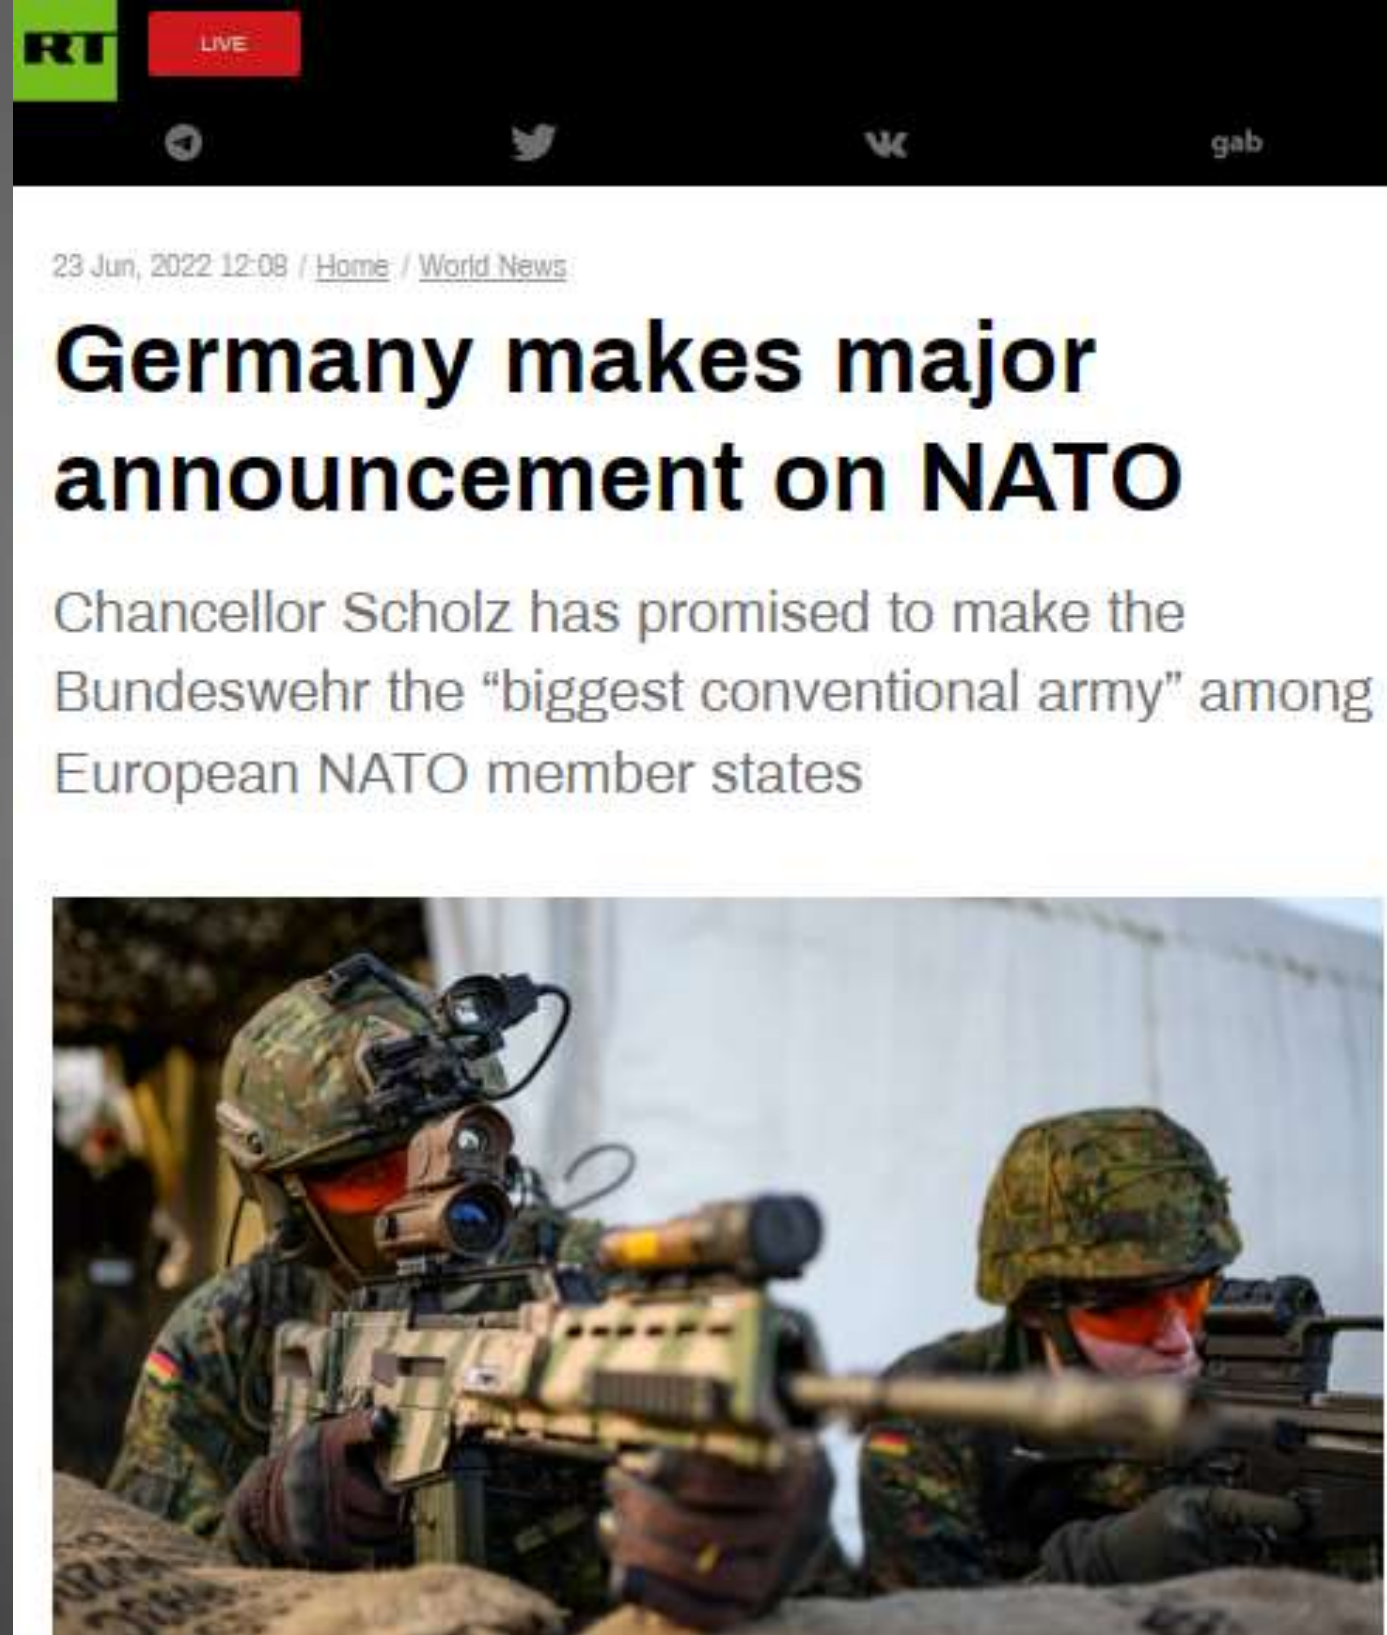 RT
LIVE
gab
23 Jun, 2022 12:08 / Home / World News
Germany makes major
announcement on NATO
Chancellor Scholz has promised to make the
Bundeswehr the “biggest conventional army” among
European NATO member states